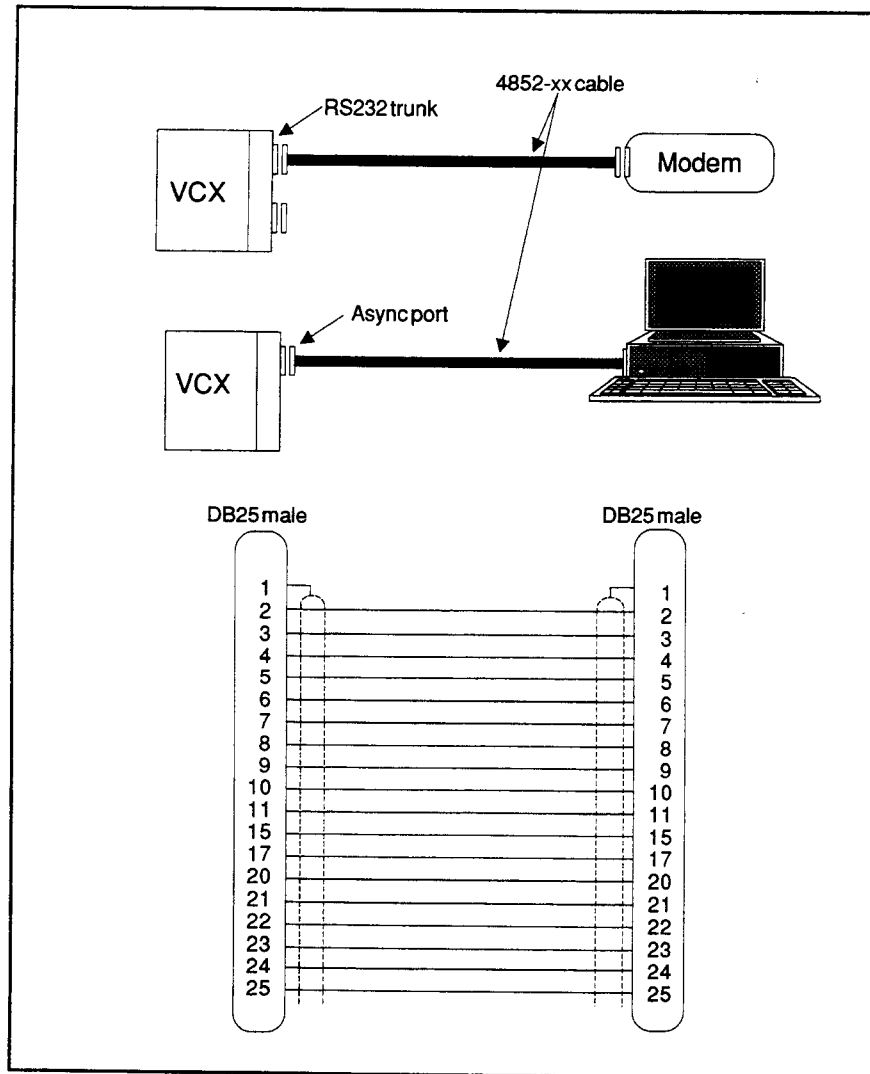 4852-xx cable
RS232 trunk
VCX
Modem
Async port
VCX
DB25 male
DB25 male
1 1
2 2
3 3
4 4
5 5
6 6
7 7
8 8
9 9
10 10
11 11
15 15
17 17
20 20
21 21
22 22
23 23
24 24
25 25